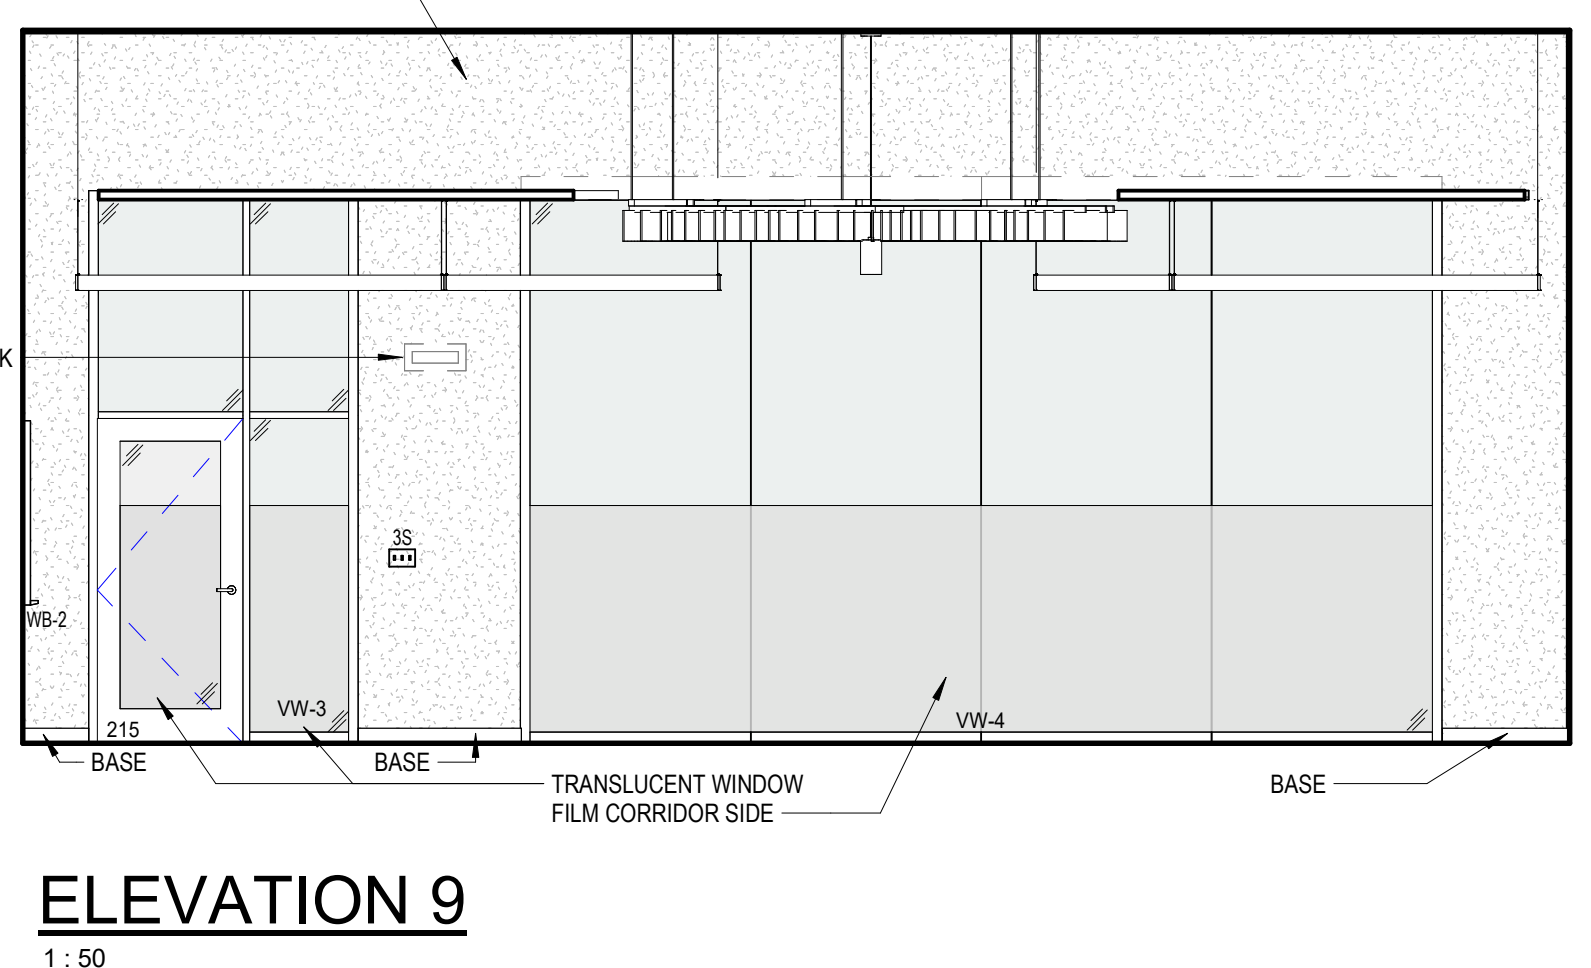 K
3S
WB-2
215
VW-3
VW-4
BASE
BASE
BASE
TRANSLUCENT WINDOW
FILM CORRIDOR SIDE
ELEVATION 9
1 : 50